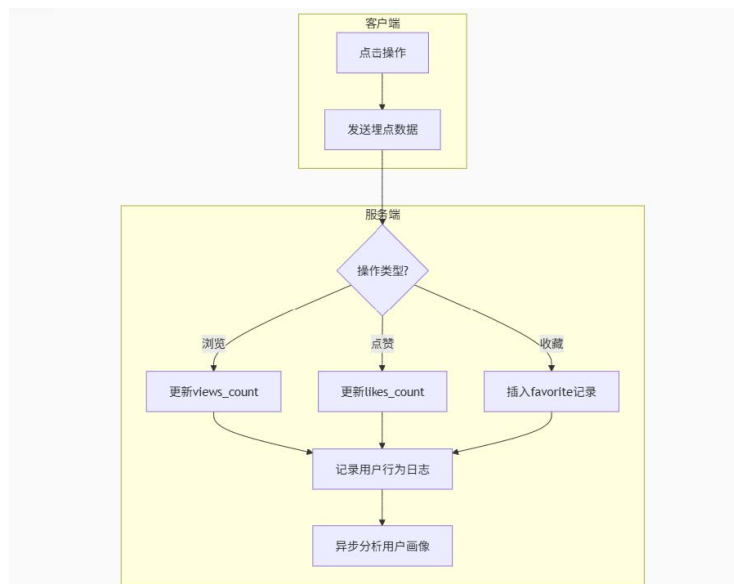 客户端
点击操作
发送埋点数据
服务端
操作类型?
浏览
点赞
收藏
更新views_count
更新likes_count
插入favorite记录
记录用户行为日志
异步分析用户画像